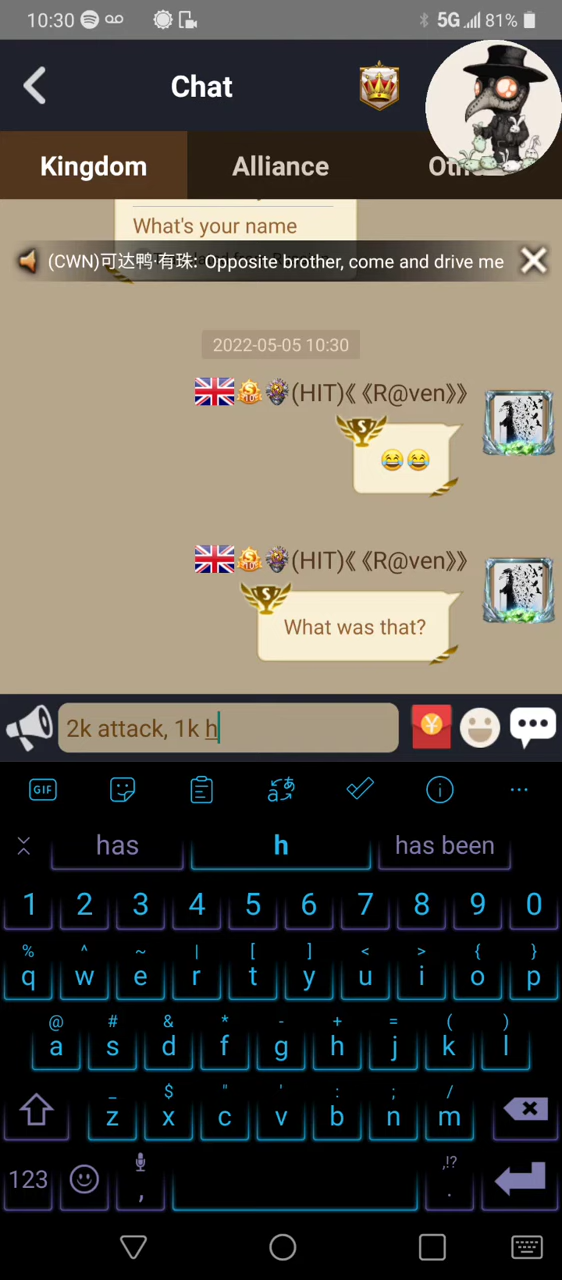 10:30 5G 81%
Chat
Kingdom Alliance
What's your name
(CWN)可达鸭·有珠: Opposite brother, come and drive me
2022-05-05 10:30
(HIT)《《R@ven》》
S
😂😂
(HIT)《《R@ven》》
S
What was that?
2k attack, 1k h
GIF
has h has been
1 2 3 4 5 6 7 8 9 0
% ^ ~ | [ ] < > { }
q w e r t y u i o p
@ # & * - + = ( )
a s d f g h j k l
_ $ " ' : ; /
z x c v b n m
,!?
123 , .